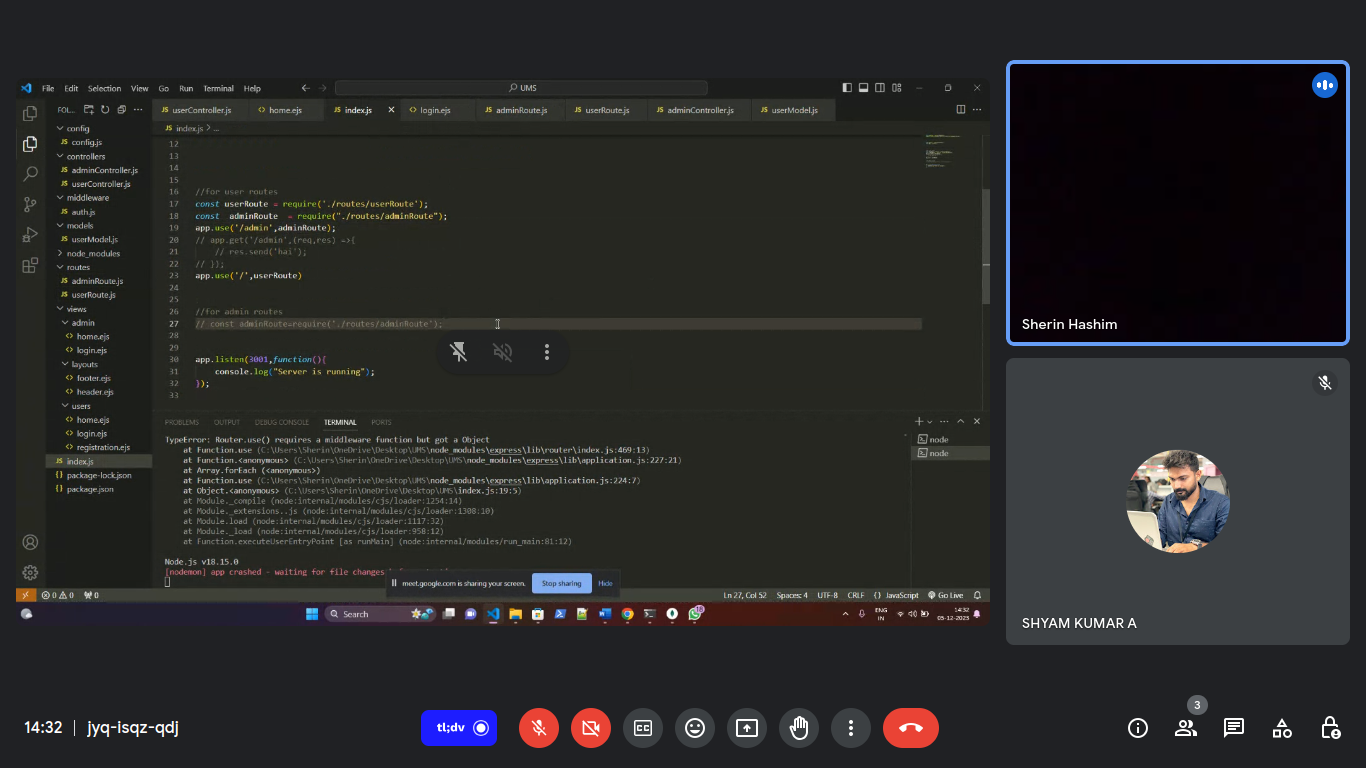 File Edit Selection View Go Run Terminal Help
UMS
FOL...
userController.js
home.ejs
index.js
login.ejs
adminRoute.js
userRoute.js
adminController.js
userModel.js
index.js > ...
config
config.js
controllers
adminController.js
userController.js
middleware
auth.js
models
userModel.js
node_modules
routes
adminRoute.js
userRoute.js
views
admin
home.ejs
login.ejs
layouts
footer.ejs
header.ejs
users
home.ejs
login.ejs
registration.ejs
index.js
package-lock.json
package.json
12
13
14
15
16 //for user routes
17 const userRoute = require('./routes/userRoute');
18 const adminRoute = require("./routes/adminRoute");
19 app.use('/admin',adminRoute);
20 // app.get('/admin',(req,res) =>{
21 // res.send('hai');
22 // });
23 app.use('/',userRoute)
24
25
26 //for admin routes
27 // const adminRoute=require('./routes/adminRoute');
28
29
30 app.listen(3001,function(){
31 console.log("Server is running");
32 });
33
PROBLEMS OUTPUT DEBUG CONSOLE TERMINAL PORTS
node
node
TypeError: Router.use() requires a middleware function but got a Object
at Function.use (C:\Users\Sherin\OneDrive\Desktop\UMS\node_modules\express\lib\router\index.js:469:13)
at Function.<anonymous> (C:\Users\Sherin\OneDrive\Desktop\UMS\node_modules\express\lib\application.js:227:21)
at Array.forEach (<anonymous>)
at Function.use (C:\Users\Sherin\OneDrive\Desktop\UMS\node_modules\express\lib\application.js:224:7)
at Object.<anonymous> (C:\Users\Sherin\OneDrive\Desktop\UMS\index.js:19:5)
at Module._compile (node:internal/modules/cjs/loader:1254:14)
at Module._extensions..js (node:internal/modules/cjs/loader:1308:10)
at Module.load (node:internal/modules/cjs/loader:1117:32)
at Module._load (node:internal/modules/cjs/loader:958:12)
at Function.executeUserEntryPoint [as runMain] (node:internal/modules/run_main:81:12)
Node.js v18.15.0
[nodemon] app crashed - waiting for file changes
meet.google.com is sharing your screen. Stop sharing Hide
0 0 0 Ln 27, Col 52 Spaces: 4 UTF-8 CRLF {} JavaScript Go Live
Search
ENG
IN
14:32
05-12-2023
Sherin Hashim
SHYAM KUMAR A
14:32 | jyq-isqz-qdj
tl;dv
3